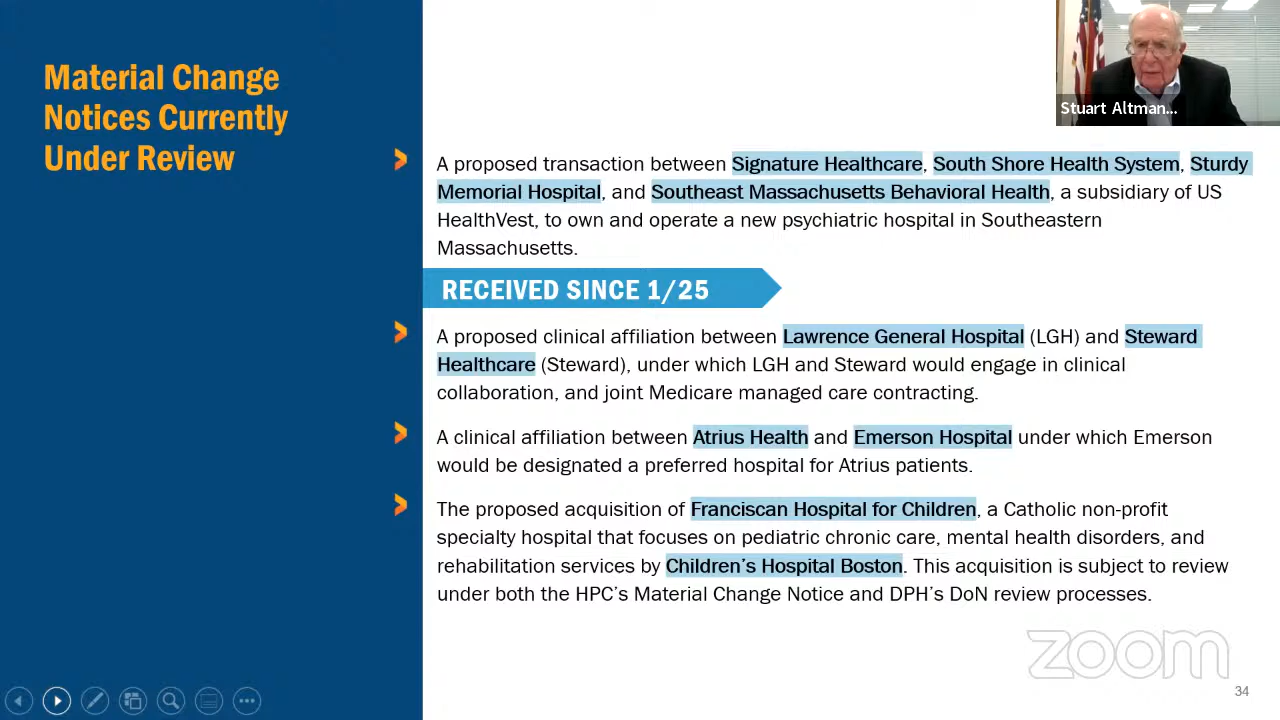 Material Change
Notices Currently
Under Review
Stuart Altman...
A proposed transaction between Signature Healthcare, South Shore Health System, Sturdy
Memorial Hospital, and Southeast Massachusetts Behavioral Health, a subsidiary of US
HealthVest, to own and operate a new psychiatric hospital in Southeastern
Massachusetts.
RECEIVED SINCE 1/25
A proposed clinical affiliation between Lawrence General Hospital (LGH) and Steward
Healthcare (Steward), under which LGH and Steward would engage in clinical
collaboration, and joint Medicare managed care contracting.
A clinical affiliation between Atrius Health and Emerson Hospital under which Emerson
would be designated a preferred hospital for Atrius patients.
The proposed acquisition of Franciscan Hospital for Children, a Catholic non-profit
specialty hospital that focuses on pediatric chronic care, mental health disorders, and
rehabilitation services by Children's Hospital Boston. This acquisition is subject to review
under both the HPC's Material Change Notice and DPH's DoN review processes.
zoom
34